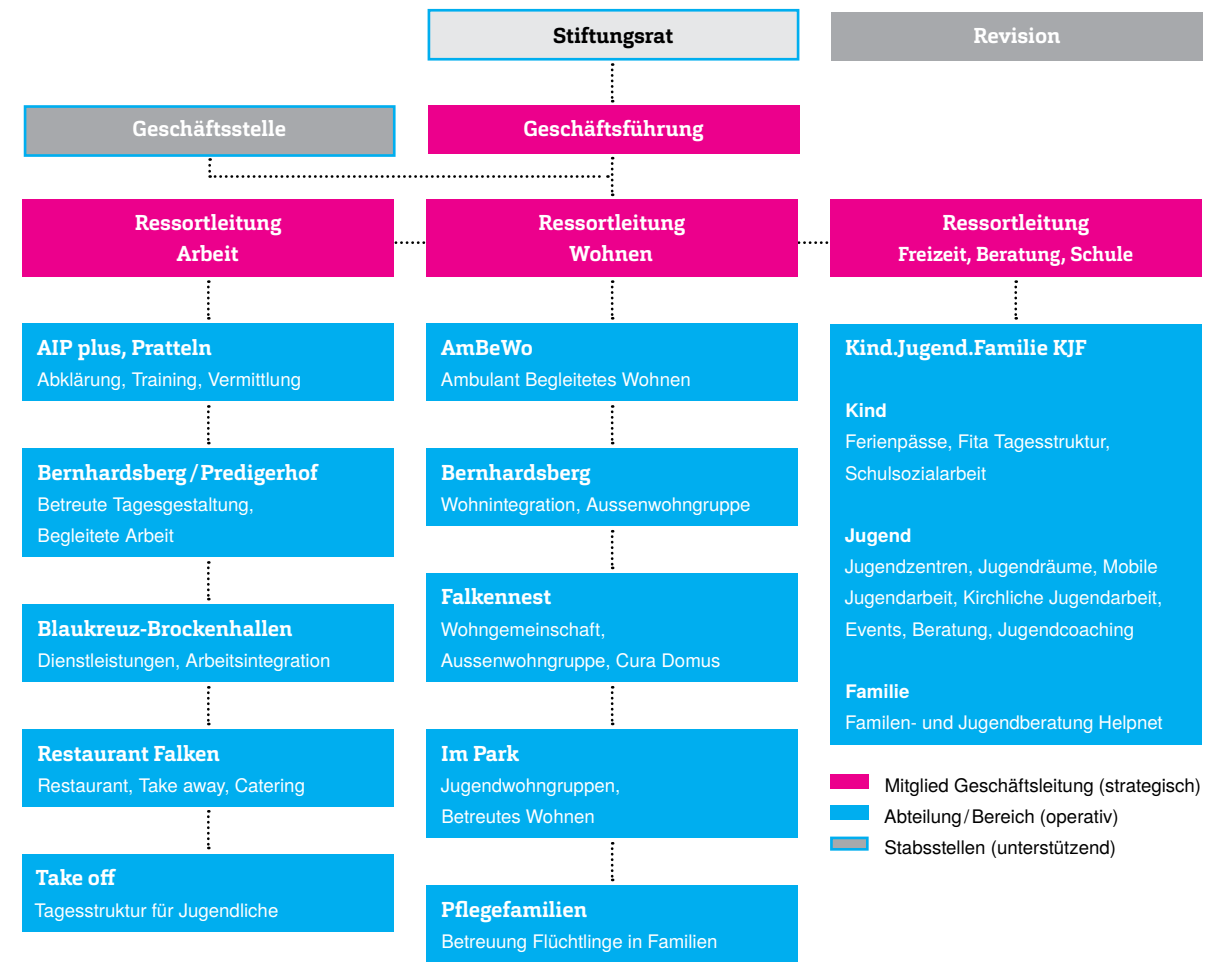 Stiftungsrat
Revision
Geschäftsstelle
Geschäftsführung
Ressortleitung
Arbeit
Ressortleitung
Wohnen
Ressortleitung
Freizeit, Beratung, Schule
AIP plus, Pratteln
Abklärung, Training, Vermittlung
Bernhardsberg / Predigerhof
Betreute Tagesgestaltung,
Begleitete Arbeit
Blaukreuz-Brockenhallen
Dienstleistungen, Arbeitsintegration
Restaurant Falken
Restaurant, Take away, Catering
Take off
Tagesstruktur für Jugendliche
AmBeWo
Ambulant Begleitetes Wohnen
Bernhardsberg
Wohnintegration, Aussenwohngruppe
Falkennest
Wohngemeinschaft,
Aussenwohngruppe, Cura Domus
Im Park
Jugendwohngruppen,
Betreutes Wohnen
Pflegefamilien
Betreuung Flüchtlinge in Familien
Kind.Jugend.Familie KJF
Kind
Ferienpässe, Fita Tagesstruktur,
Schulsozialarbeit
Jugend
Jugendzentren, Jugendräume, Mobile
Jugendarbeit, Kirchliche Jugendarbeit,
Events, Beratung, Jugendcoaching
Familie
Familen- und Jugendberatung Helpnet
Mitglied Geschäftsleitung (strategisch)
Abteilung / Bereich (operativ)
Stabsstellen (unterstützend)